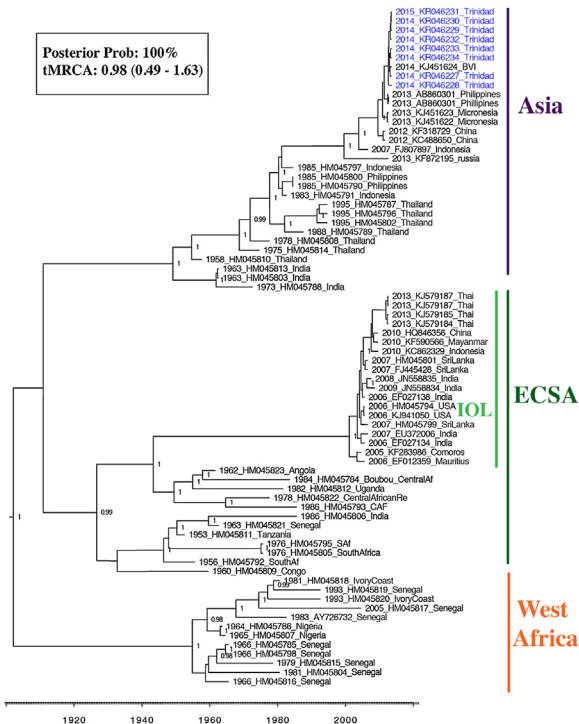 Posterior Prob: 100%
tMRCA: 0.98 (0.49 - 1.63)
2015_KR046231_Trinidad
2014_KR046230_Trinidad
2014_KR046229_Trinidad
2014_KR046232_Trinidad
2014_KR046233_Trinidad
2014_KR046234_Trinidad
2014_KJ451624_BVI
2014_KR046227_Trinidad
2014_KR046228_Trinidad
2013_AB860301_Philippines
2013_AB860301_Philipines
2013_KJ451623_Micronesia
2013_KJ451622_Micronesia
2012_KF318729_China
2012_KC488650_China
2007_FJ807897_Indonesia
2013_KF872195_russia
1985_HM045797_Indonesia
1985_HM045800_Philippines
1985_HM045790_Philippines
1983_HM045791_Indonesia
1995_HM045787_Thailand
1995_HM045796_Thailand
1995_HM045802_Thailand
1988_HM045789_Thailand
1978_HM045808_Thailand
1975_HM045814_Thailand
1958_HM045810_Thailand
1963_HM045813_India
1963_HM045803_India
1973_HM045788_India
Asia
2013_KJ579187_Thai
2013_KJ579187_Thai
2013_KJ579185_Thai
2013_KJ579184_Thai
2010_HQ846356_China
2010_KF590566_Mayanmar
2010_KC862329_Indonesia
2007_HM045801_SriLanka
2007_FJ445428_SriLanka
2008_JN558835_India
2009_JN558834_India
2006_EF027138_India
2006_HM045794_USA
2006_KJ941050_USA
2007_HM045799_SriLanka
2007_EU372006_India
2006_EF027134_India
2005_KF283986_Comoros
2006_EF012359_Mauritius
IOL
ECSA
1962_HM045823_Angola
1984_HM045784_Boubou_CentralAf
1982_HM045812_Uganda
1978_HM045822_CentralAfricanRe
1986_HM045793_CAF
1986_HM045806_India
1963_HM045821_Senegal
1953_HM045811_Tanzania
1976_HM045795_SAf
1976_HM045805_SouthAfrica
1956_HM045792_SouthAf
1960_HM045809_Congo
1981_HM045818_IvoryCoast
1993_HM045819_Senegal
1993_HM045820_IvoryCoast
2005_HM045817_Senegal
1983_AY726732_Senegal
1964_HM045786_Nigeria
1965_HM045807_Nigeria
1966_HM045785_Senegal
1966_HM045798_Senegal
1979_HM045815_Senegal
1981_HM045804_Senegal
1966_HM045816_Senegal
West
Africa
1920 1940 1960 1980 2000